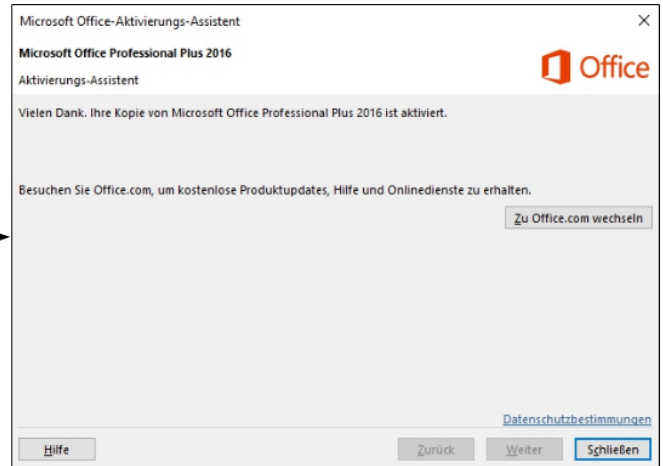 Microsoft Office-Aktivierungs-Assistent
Microsoft Office Professional Plus 2016
Office
Aktivierungs-Assistent
Vielen Dank. Ihre Kopie von Microsoft Office Professional Plus 2016 ist aktiviert.
Besuchen Sie Office.com, um kostenlose Produktupdates, Hilfe und Onlinedienste zu erhalten.
Zu Office.com wechseln
Datenschutzbestimmungen
Hilfe Zurück Weiter Schließen